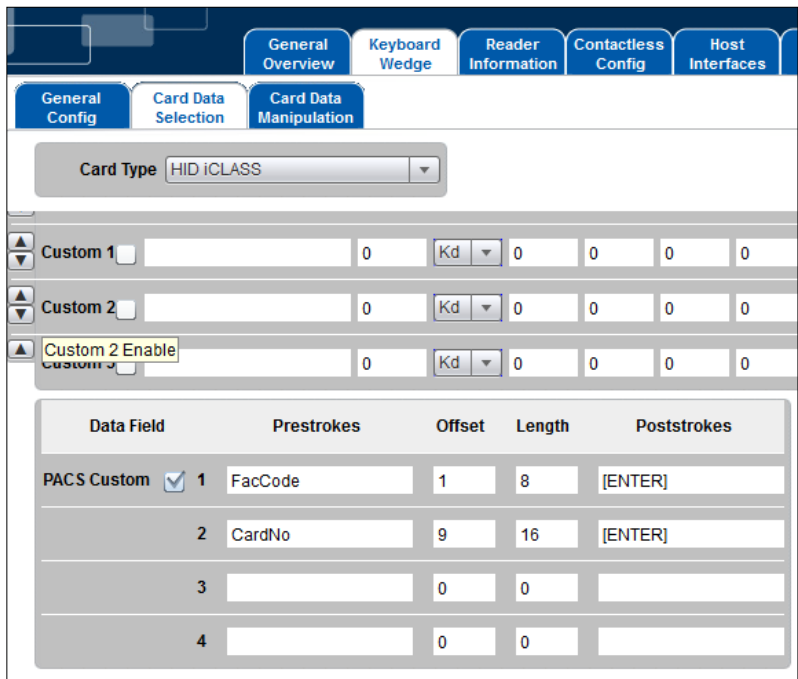 General Overview
Keyboard Wedge
Reader Information
Contactless Config
Host Interfaces
General Config
Card Data Selection
Card Data Manipulation
Card Type HID iCLASS
Custom 1 0 Kd 0 0 0 0
Custom 2 0 Kd 0 0 0 0
Custom 2 Enable
0 Kd 0 0 0 0
Data Field Prestrokes Offset Length Poststrokes
PACS Custom 1 FacCode 1 8 [ENTER]
2 CardNo 9 16 [ENTER]
3 0 0
4 0 0